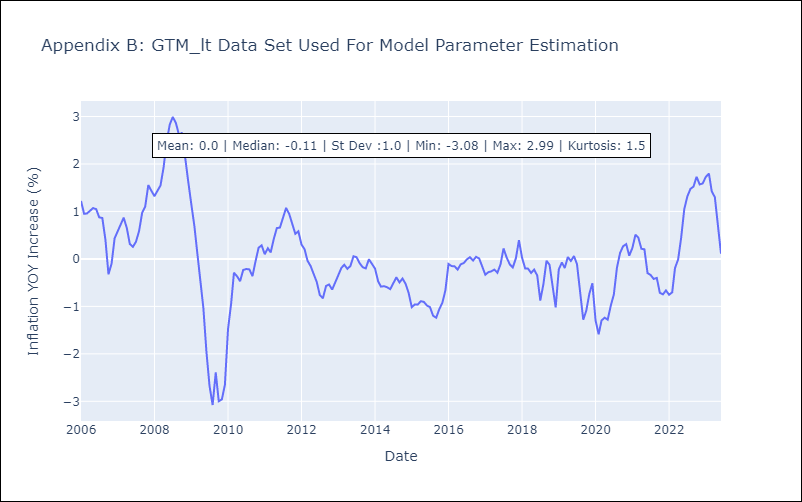 Appendix B: GTM_lt Data Set Used For Model Parameter Estimation
3
Mean: 0.0 | Median: -0.11 | St Dev :1.0 | Min: -3.08 | Max: 2.99 | Kurtosis: 1.5
2
1
0
−1
−2
−3
Inflation YOY Increase (%)
2006 2008 2010 2012 2014 2016 2018 2020 2022
Date